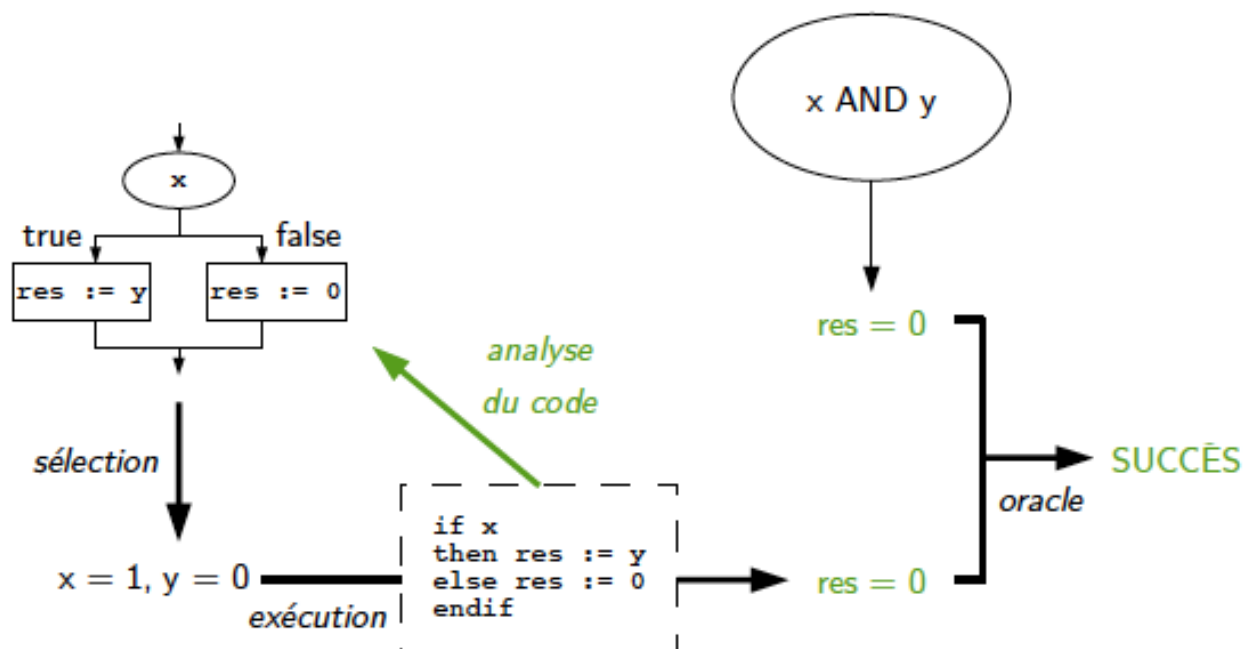 x AND y
x
true
false
res := y
res := 0
res = 0
analyse
du code
sélection
SUCCÈS
oracle
if x
then res := y
else res := 0
endif
x = 1, y = 0
exécution
res = 0